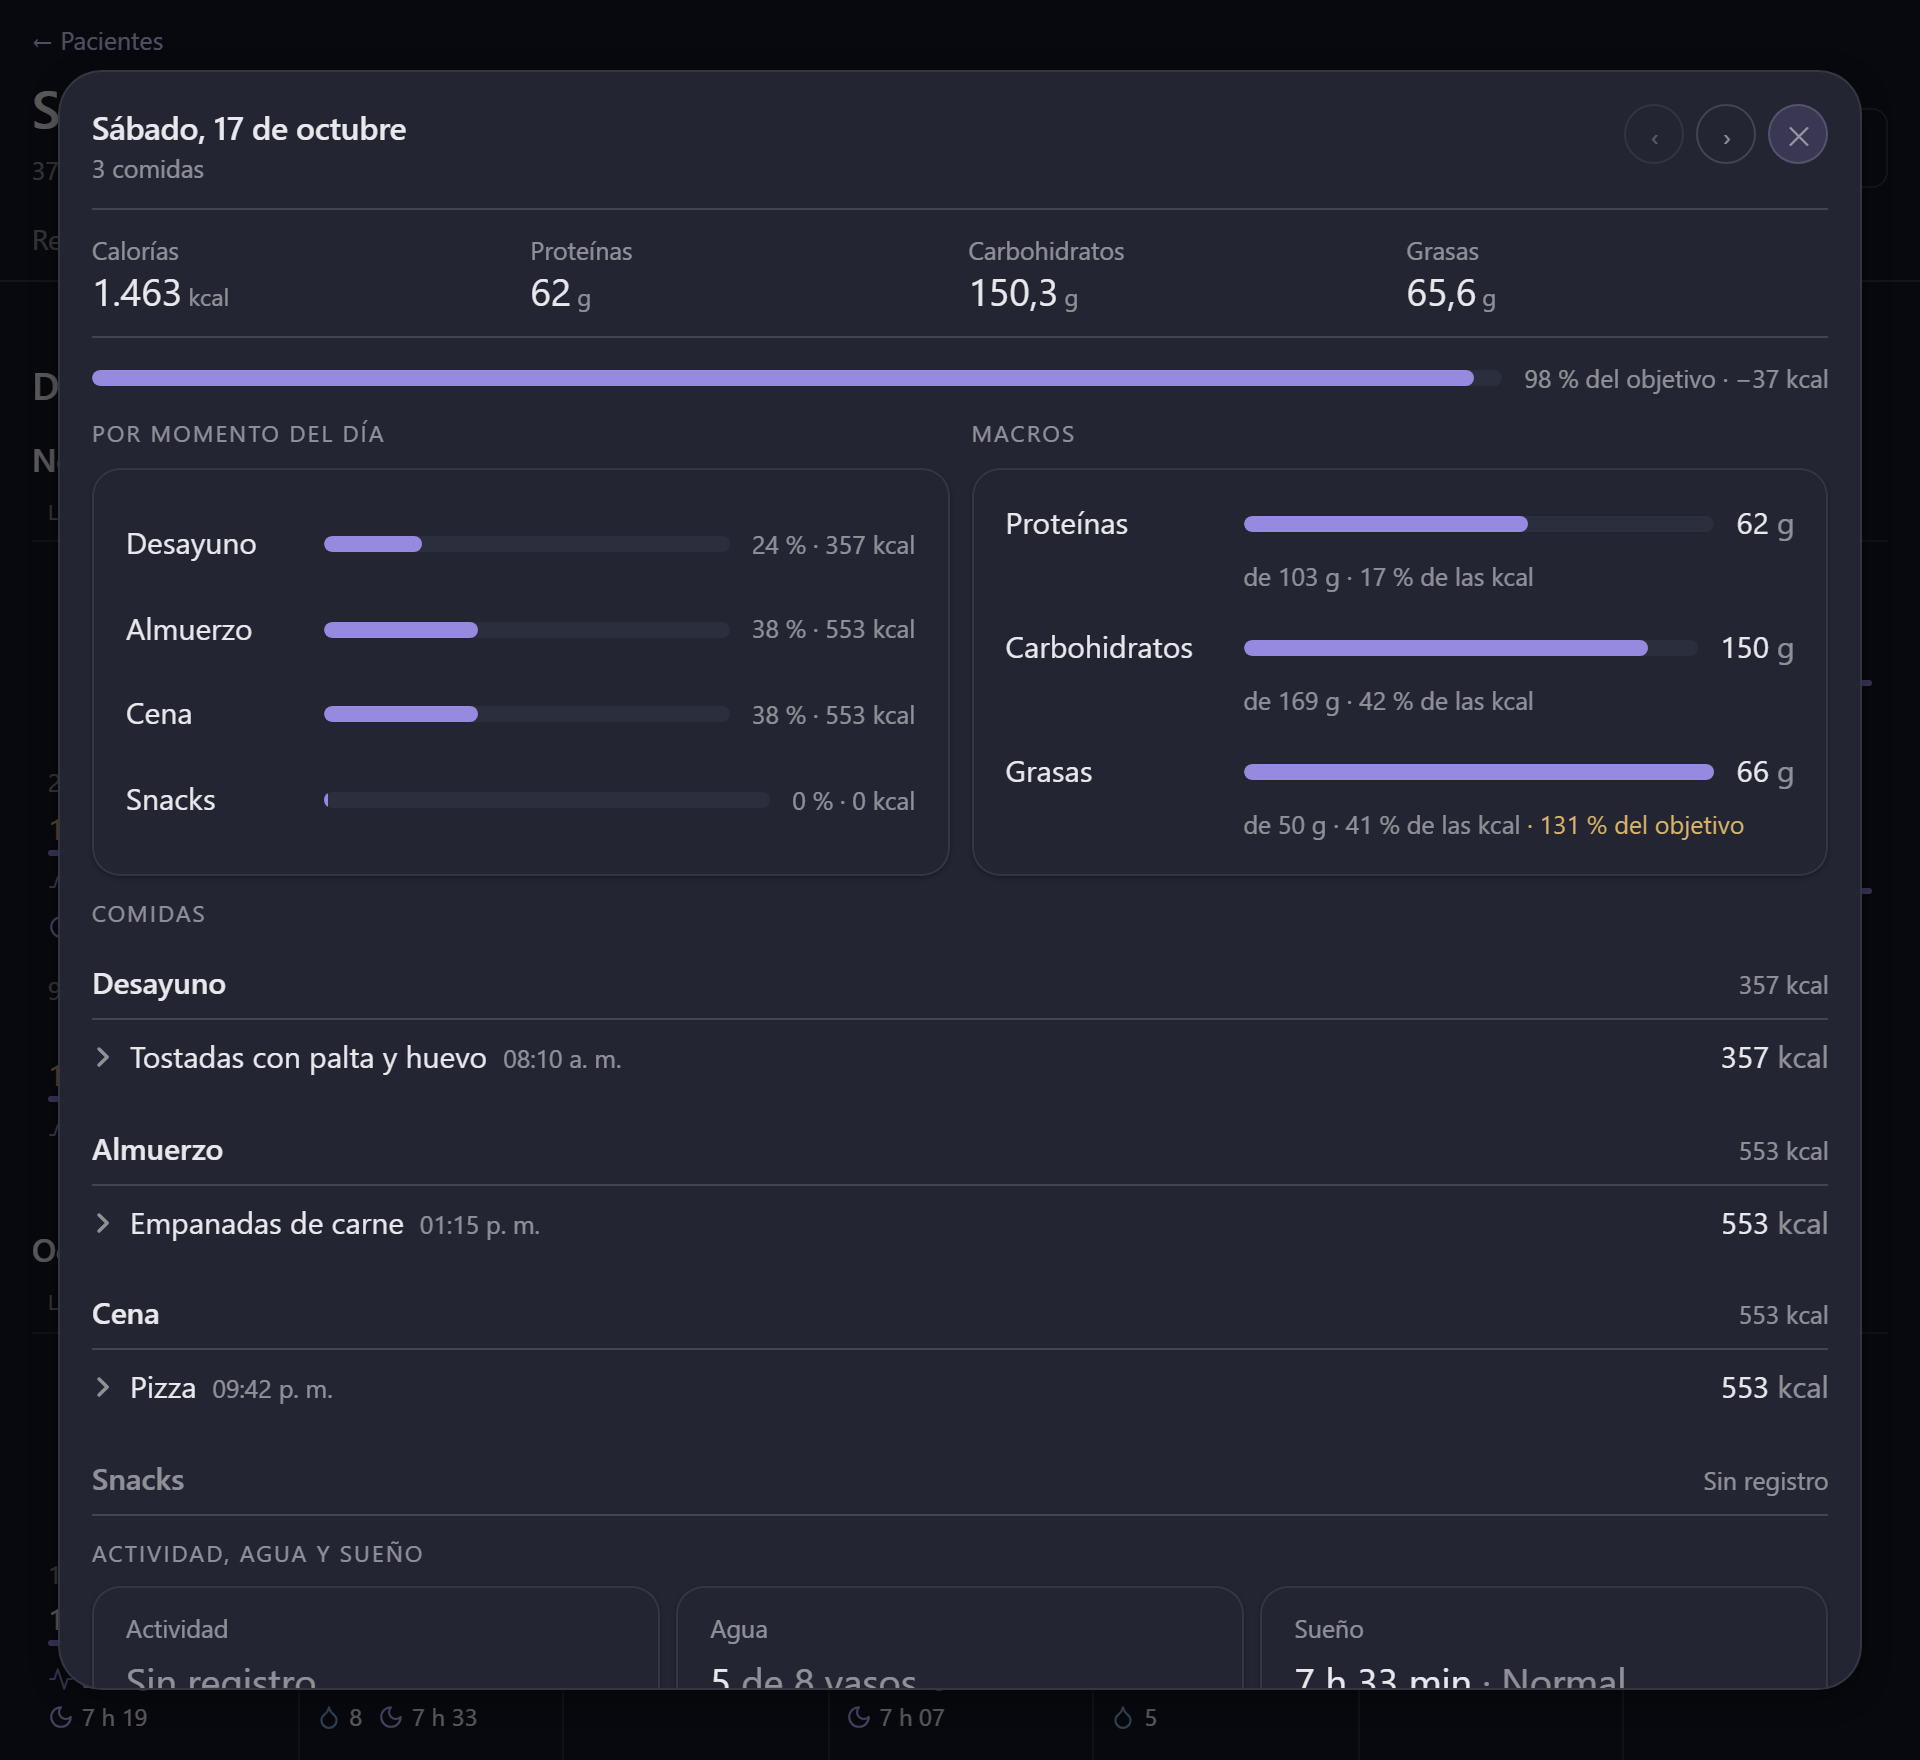 ← Pacientes
Sábado, 17 de octubre
3 comidas
Calorías
1.463 kcal
Proteínas
62 g
Carbohidratos
150,3 g
Grasas
65,6 g
98 % del objetivo · −37 kcal
POR MOMENTO DEL DÍA
Desayuno
24 % · 357 kcal
Almuerzo
38 % · 553 kcal
Cena
38 % · 553 kcal
Snacks
0 % · 0 kcal
MACROS
Proteínas
62 g
de 103 g · 17 % de las kcal
Carbohidratos
150 g
de 169 g · 42 % de las kcal
Grasas
66 g
de 50 g · 41 % de las kcal · 131 % del objetivo
COMIDAS
Desayuno
357 kcal
Tostadas con palta y huevo 08:10 a. m.
357 kcal
Almuerzo
553 kcal
Empanadas de carne 01:15 p. m.
553 kcal
Cena
553 kcal
Pizza 09:42 p. m.
553 kcal
Snacks
Sin registro
ACTIVIDAD, AGUA Y SUEÑO
Actividad
Sin registro
Agua
5 de 8 vasos
Sueño
7 h 33 min · Normal
7 h 19
8 7 h 33
7 h 07
5